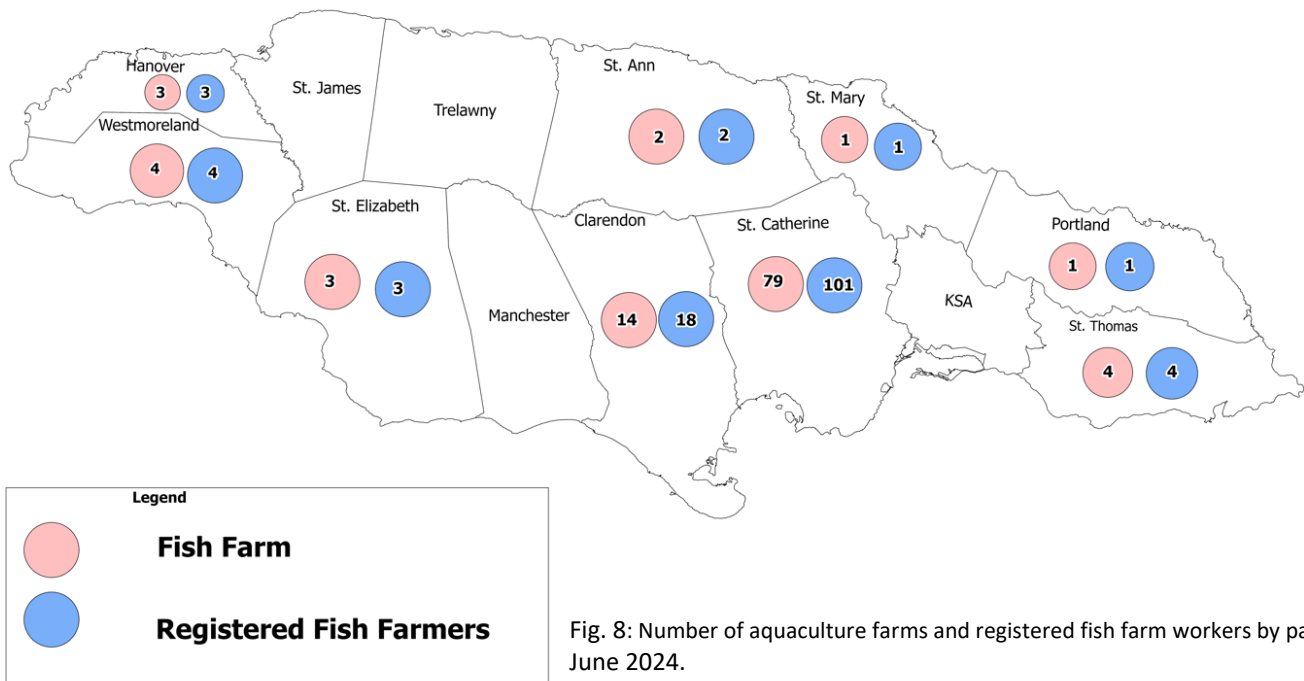 Hanover
3 3
Westmoreland
4 4
St. James
Trelawny
St. Ann
2 2
St. Mary
1 1
St. Elizabeth
3 3
Manchester
Clarendon
14 18
St. Catherine
79 101
KSA
Portland
1 1
St. Thomas
4 4
Legend
Fish Farm
Registered Fish Farmers
Fig. 8: Number of aquaculture farms and registered fish farm workers by pa
June 2024.